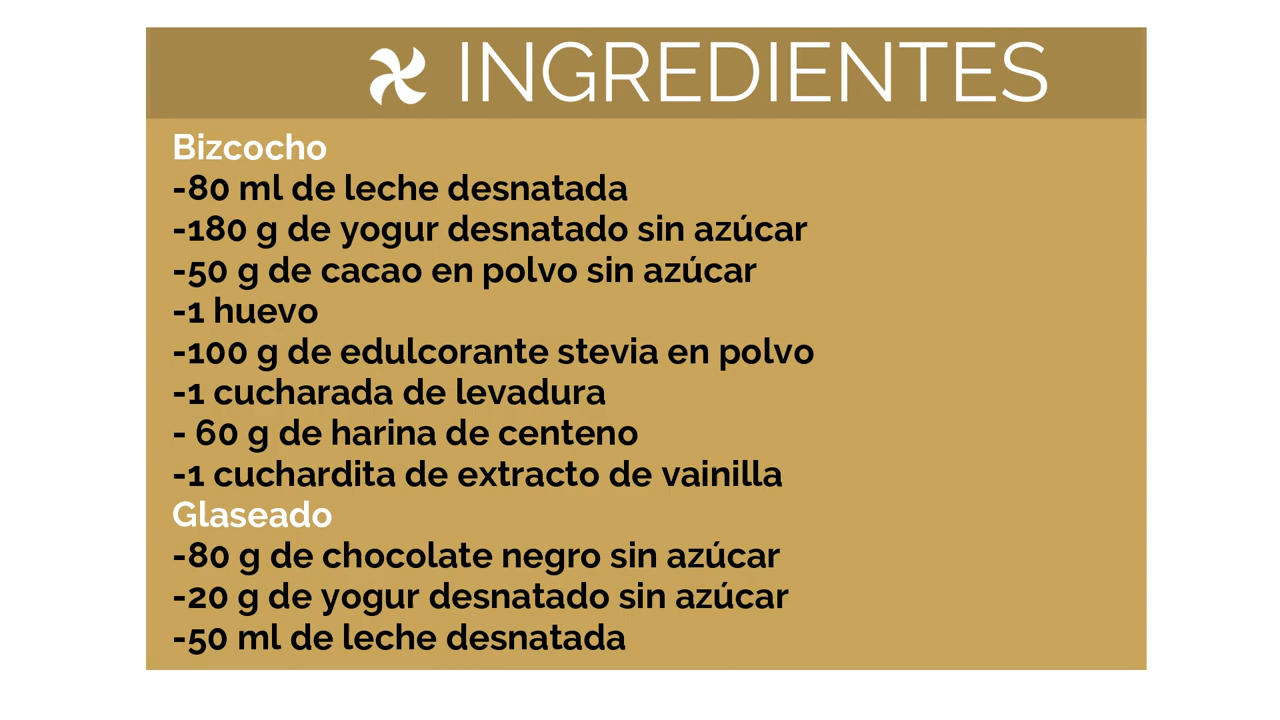 INGREDIENTES
Bizcocho
-80 ml de leche desnatada
-180 g de yogur desnatado sin azúcar
-50 g de cacao en polvo sin azúcar
-1 huevo
-100 g de edulcorante stevia en polvo
-1 cucharada de levadura
- 60 g de harina de centeno
-1 cuchardita de extracto de vainilla
Glaseado
-80 g de chocolate negro sin azúcar
-20 g de yogur desnatado sin azúcar
-50 ml de leche desnatada